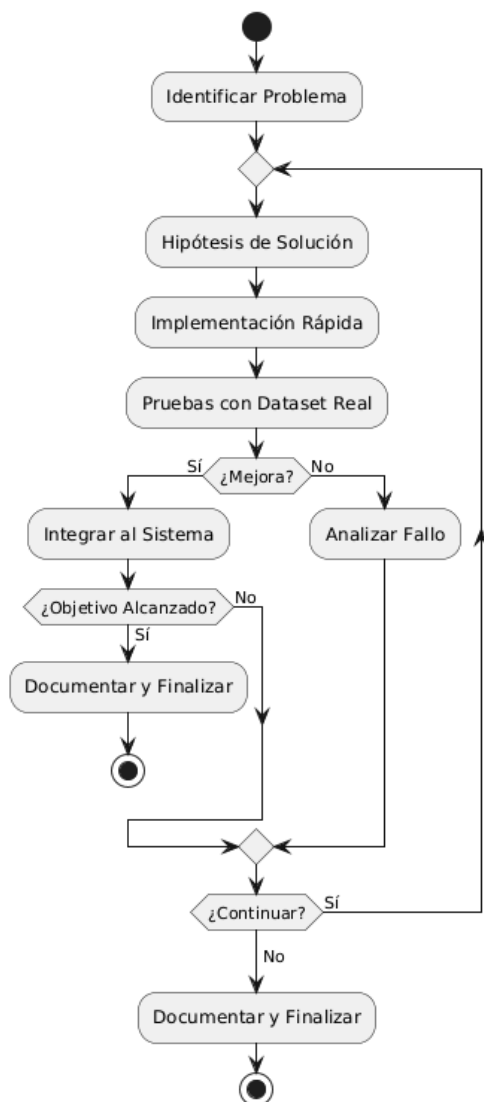 Identificar Problema
Hipótesis de Solución
Implementación Rápida
Pruebas con Dataset Real
Sí
¿Mejora?
No
Integrar al Sistema
Analizar Fallo
¿Objetivo Alcanzado?
No
Sí
Documentar y Finalizar
¿Continuar?
Sí
No
Documentar y Finalizar